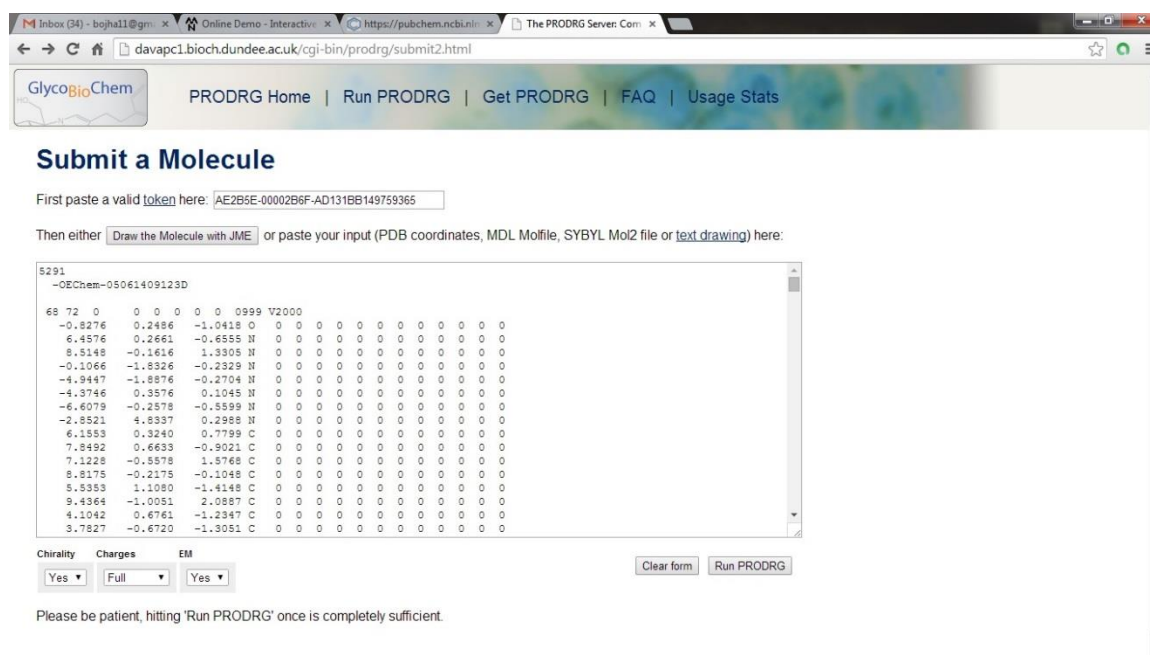 Inbox (34) - bojha11@gm
Online Demo - Interactive
https://pubchem.ncbi.nln
The PRODRG Server: Com
davapc1.bioch.dundee.ac.uk/cgi-bin/prodrg/submit2.html
GlycoBioChem
HO
PRODRG Home | Run PRODRG | Get PRODRG | FAQ | Usage Stats
Submit a Molecule
First paste a valid token here: AE2B5E-00002B6F-AD131BB149759365
Then either Draw the Molecule with JME or paste your input (PDB coordinates, MDL Molfile, SYBYL Mol2 file or text drawing) here:
5291
-OEChem-05061409123D
68 72 0 0 0 0 0 0 0999 V2000
-0.8276 0.2486 -1.0418 O 0 0 0 0 0 0 0 0 0 0 0 0
6.4576 0.2661 -0.6555 N 0 0 0 0 0 0 0 0 0 0 0 0
8.5148 -0.1616 1.3305 N 0 0 0 0 0 0 0 0 0 0 0 0
-0.1066 -1.8326 -0.2329 N 0 0 0 0 0 0 0 0 0 0 0 0
-4.9447 -1.8876 -0.2704 N 0 0 0 0 0 0 0 0 0 0 0 0
-4.3746 0.3576 0.1045 N 0 0 0 0 0 0 0 0 0 0 0 0
-6.6079 -0.2578 -0.5599 N 0 0 0 0 0 0 0 0 0 0 0 0
-2.8521 4.8337 0.2988 N 0 0 0 0 0 0 0 0 0 0 0 0
6.1553 0.3240 0.7799 C 0 0 0 0 0 0 0 0 0 0 0 0
7.8492 0.6633 -0.9021 C 0 0 0 0 0 0 0 0 0 0 0 0
7.1228 -0.5578 1.5768 C 0 0 0 0 0 0 0 0 0 0 0 0
8.8175 -0.2175 -0.1048 C 0 0 0 0 0 0 0 0 0 0 0 0
5.5353 1.1080 -1.4148 C 0 0 0 0 0 0 0 0 0 0 0 0
9.4364 -1.0051 2.0887 C 0 0 0 0 0 0 0 0 0 0 0 0
4.1042 0.6761 -1.2347 C 0 0 0 0 0 0 0 0 0 0 0 0
3.7827 -0.6720 -1.3051 C 0 0 0 0 0 0 0 0 0 0 0 0
Chirality Charges EM
Yes Full Yes
Clear form Run PRODRG
Please be patient, hitting 'Run PRODRG' once is completely sufficient.